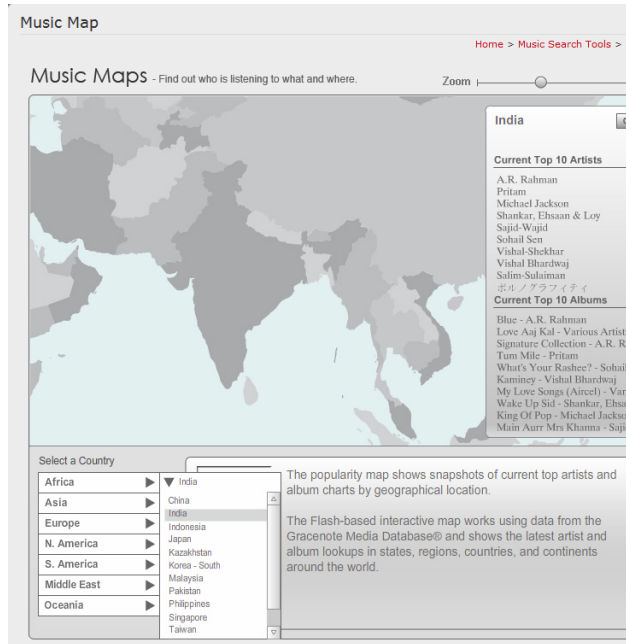 Music Map
Home > Music Search Tools >
Music Maps - Find out who is listening to what and where.
Zoom
India
Current Top 10 Artists
A.R. Rahman
Pritam
Michael Jackson
Shankar, Ehsaan & Loy
Sajid-Wajid
Sohail Sen
Vishal-Shekhar
Vishal Bhardwaj
Salim-Sulaiman
ポルノグラフィティ
Current Top 10 Albums
Blue - A.R. Rahman
Love Aaj Kal - Various Artists
Signature Collection - A.R. R
Tum Mile - Pritam
What's Your Rashee? - Sohail
Kaminey - Vishal Bhardwaj
My Love Songs (Aircel) - Var
Wake Up Sid - Shankar, Ehsa
King Of Pop - Michael Jackso
Main Aurr Mrs Khanna - Saji
Select a Country
Africa
Asia
Europe
N. America
S. America
Middle East
Oceania
India
China
India
Indonesia
Japan
Kazakhstan
Korea - South
Malaysia
Pakistan
Philippines
Singapore
Taiwan
The popularity map shows snapshots of current top artists and
album charts by geographical location.
The Flash-based interactive map works using data from the
Gracenote Media Database® and shows the latest artist and
album lookups in states, regions, countries, and continents
around the world.